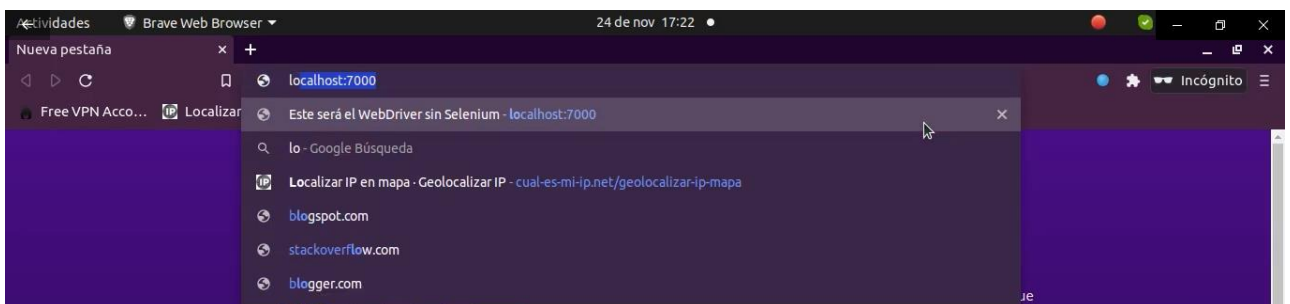 Actividades Brave Web Browser 24 de nov 17:22
Nueva pestaña
localhost:7000 Incógnito
Free VPN Acco... IP Localizar
Este será el WebDriver sin Selenium - localhost:7000
lo - Google Búsqueda
IP Localizar IP en mapa · Geolocalizar IP - cual-es-mi-ip.net/geolocalizar-ip-mapa
blogspot.com
stackoverflow.com
blogger.com
ue